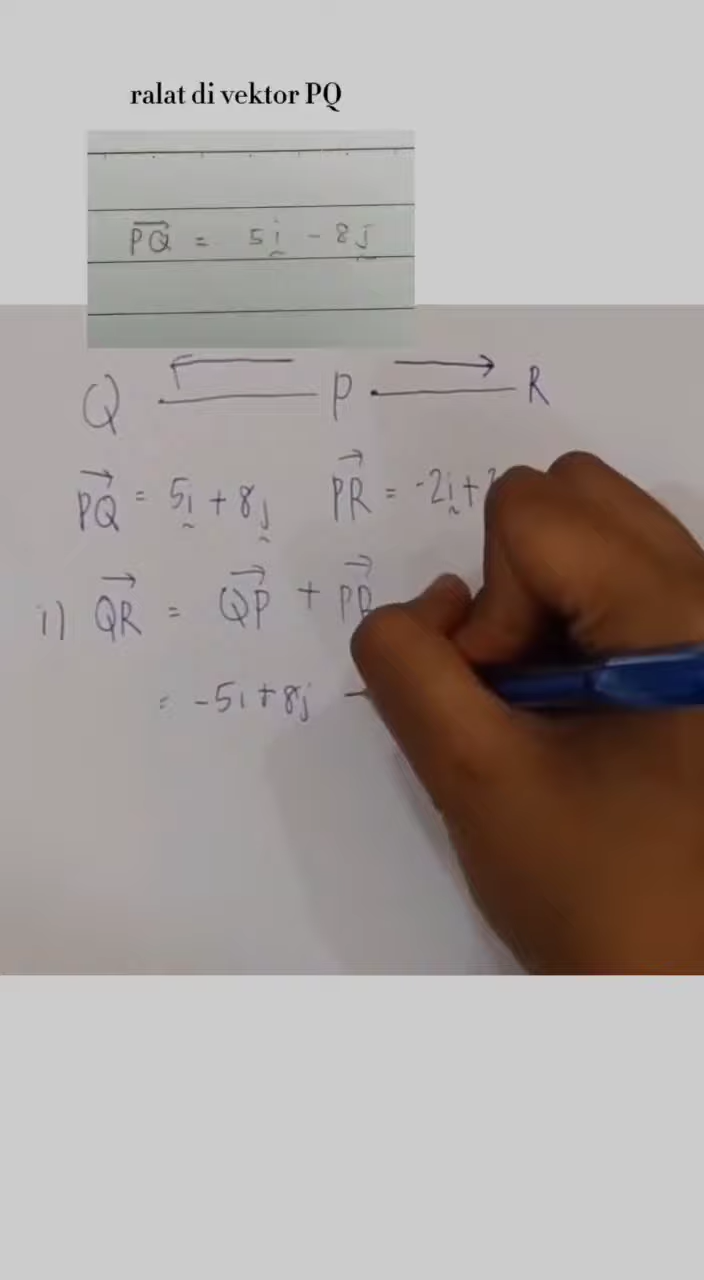 ralat di vektor PQ
PQ = 5i - 8j
Q P R
PQ = 5i + 8j PR = -2i +
i) QR = QP + PR
= -5i + 8j